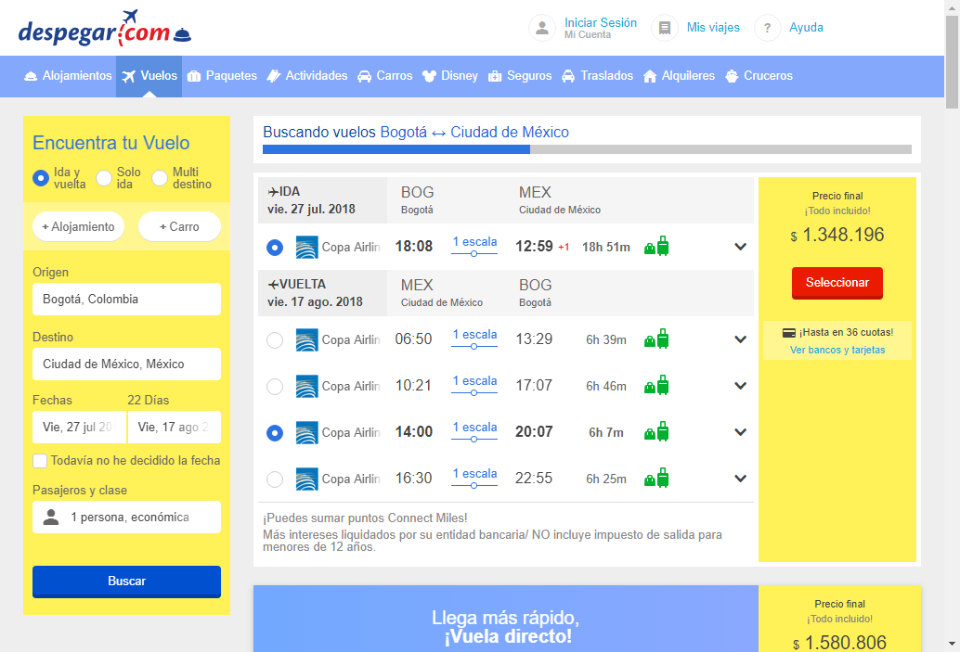 despegar.com
Iniciar Sesión
Mi Cuenta
Mis viajes
? Ayuda
Alojamientos Vuelos Paquetes Actividades Carros Disney Seguros Traslados Alquileres Cruceros
Encuentra tu Vuelo
Ida y vuelta
Solo ida
Multi destino
+ Alojamiento + Carro
Origen
Bogotá, Colombia
Destino
Ciudad de México, México
Fechas 22 Días
Vie, 27 jul 20 Vie, 17 ago 2
Todavía no he decidido la fecha
Pasajeros y clase
1 persona, económica
Buscar
Buscando vuelos Bogotá ↔ Ciudad de México
IDA BOG MEX
vie. 27 jul. 2018 Bogotá Ciudad de México
Copa Airlin 18:08 1 escala 12:59 +1 18h 51m
VUELTA MEX BOG
vie. 17 ago. 2018 Ciudad de México Bogotá
Copa Airlin 06:50 1 escala 13:29 6h 39m
Copa Airlin 10:21 1 escala 17:07 6h 46m
Copa Airlin 14:00 1 escala 20:07 6h 7m
Copa Airlin 16:30 1 escala 22:55 6h 25m
¡Puedes sumar puntos Connect Miles!
Más intereses liquidados por su entidad bancaria/ NO incluye impuesto de salida para
menores de 12 años.
Precio final
¡Todo incluido!
$ 1.348.196
Seleccionar
¡Hasta en 36 cuotas!
Ver bancos y tarjetas
Llega más rápido,
¡Vuela directo!
Precio final
¡Todo incluido!
$ 1.580.806